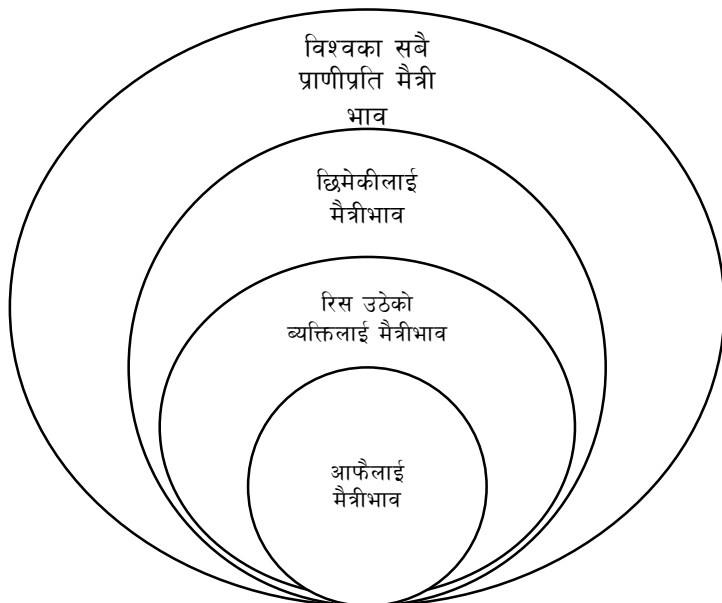 विश्वका सबै
प्राणीप्रति मैत्री
भाव
छिमेकीलाई
मैत्रीभाव
रिस उठेको
ब्यक्तिलाई मैत्रीभाव
आफैलाई
मैत्रीभाव